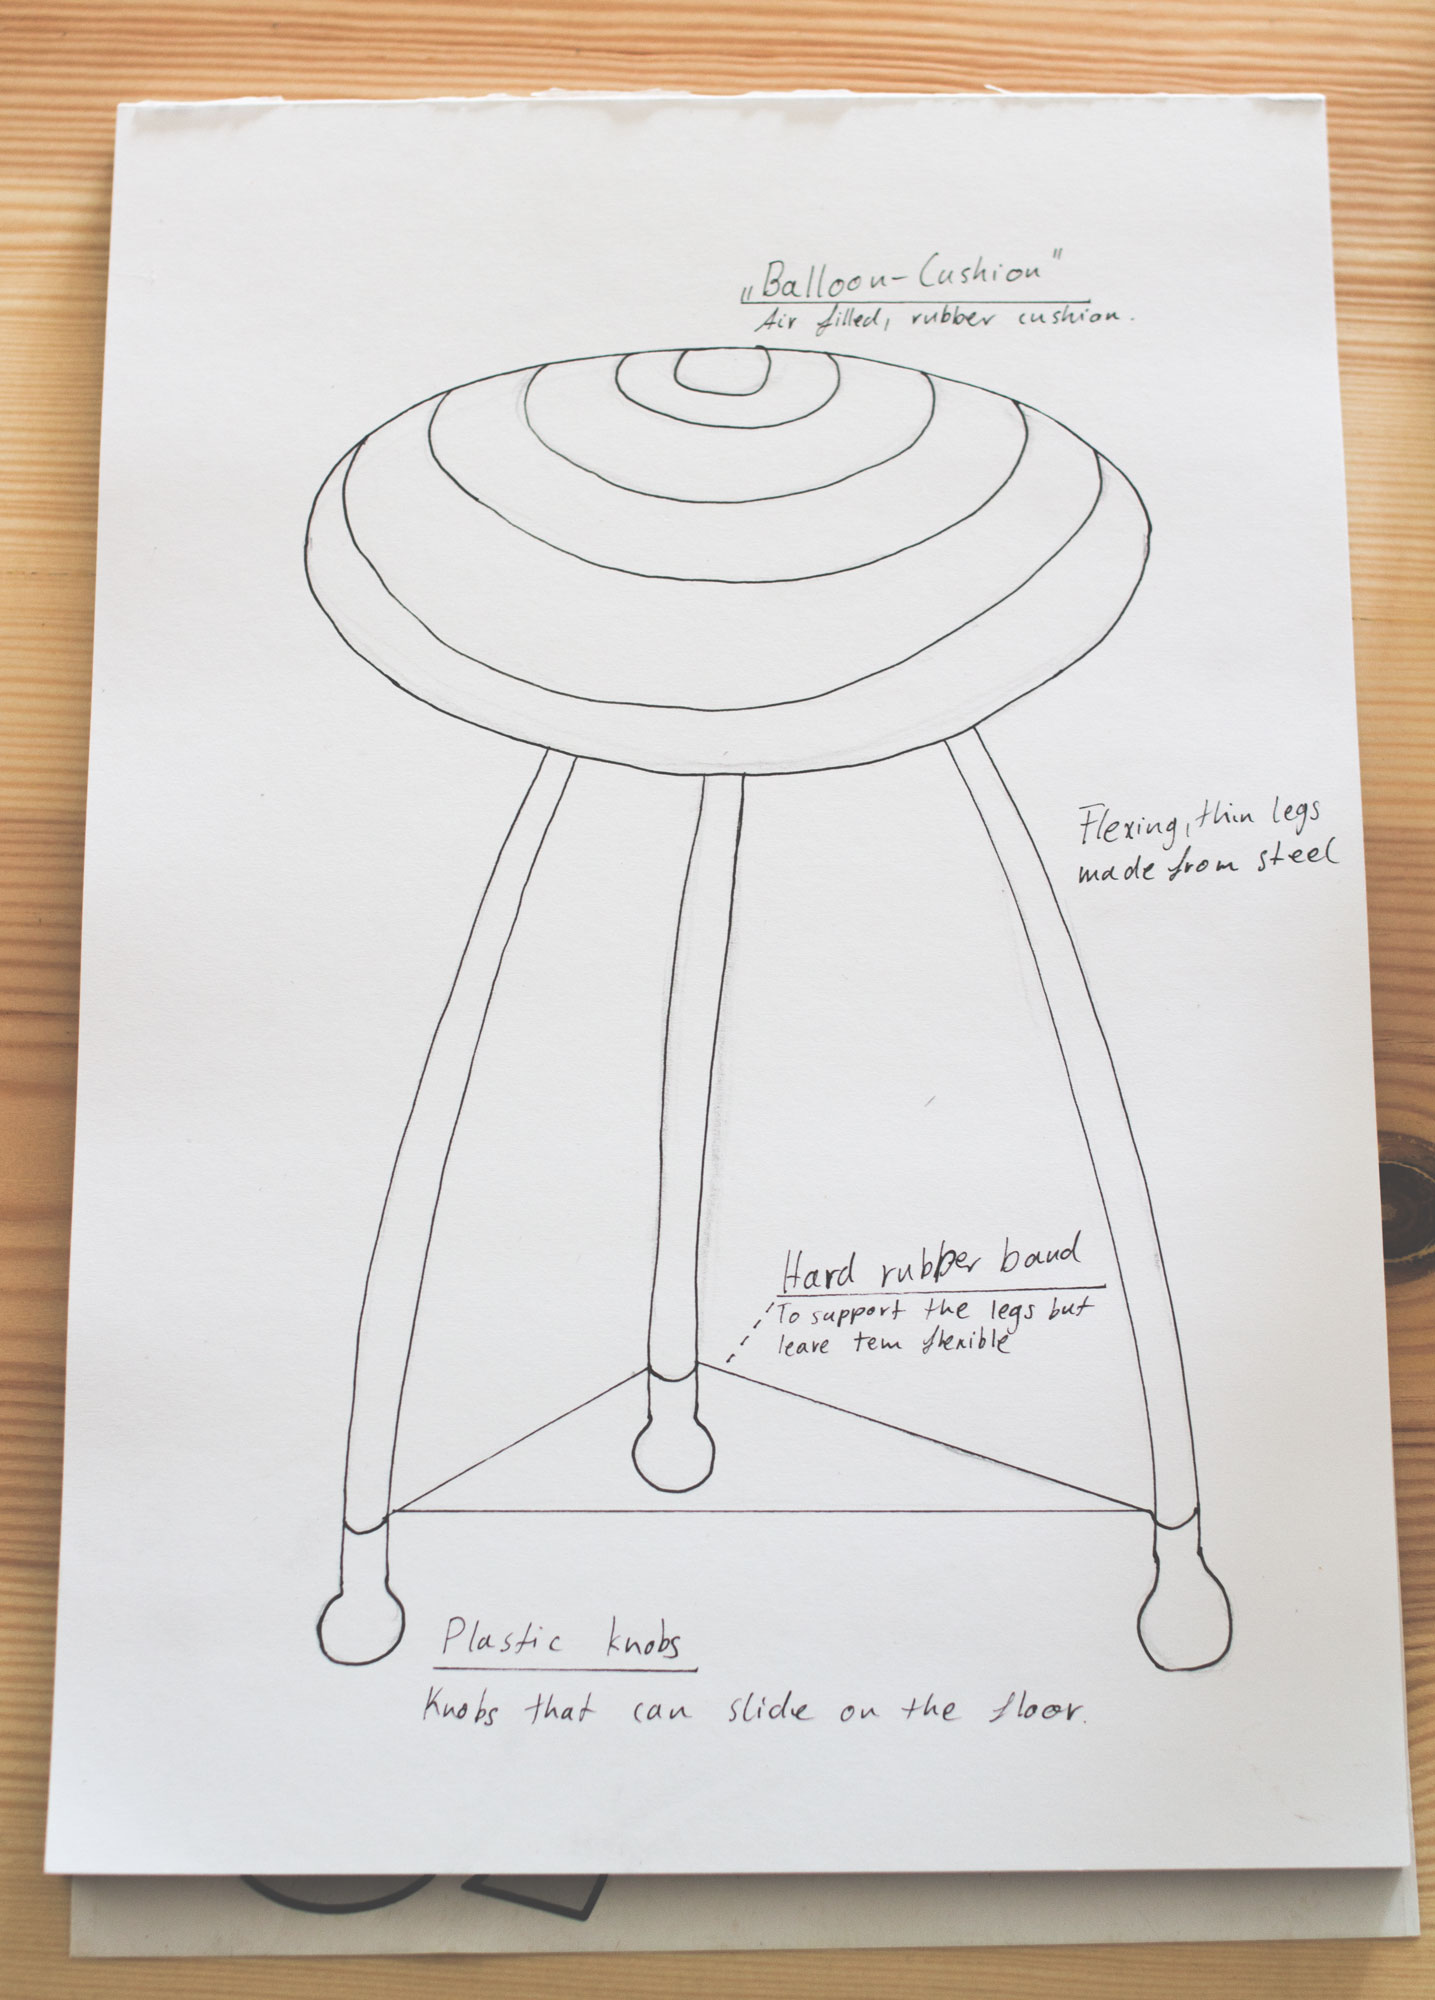 „Balloon-Cushion"
Air filled, rubber cushion.
Flexing, thin legs
made from steel
Hard rubber band
To support the legs but
leave tem flexible
Plastic knobs
Knobs that can slide on the floor.